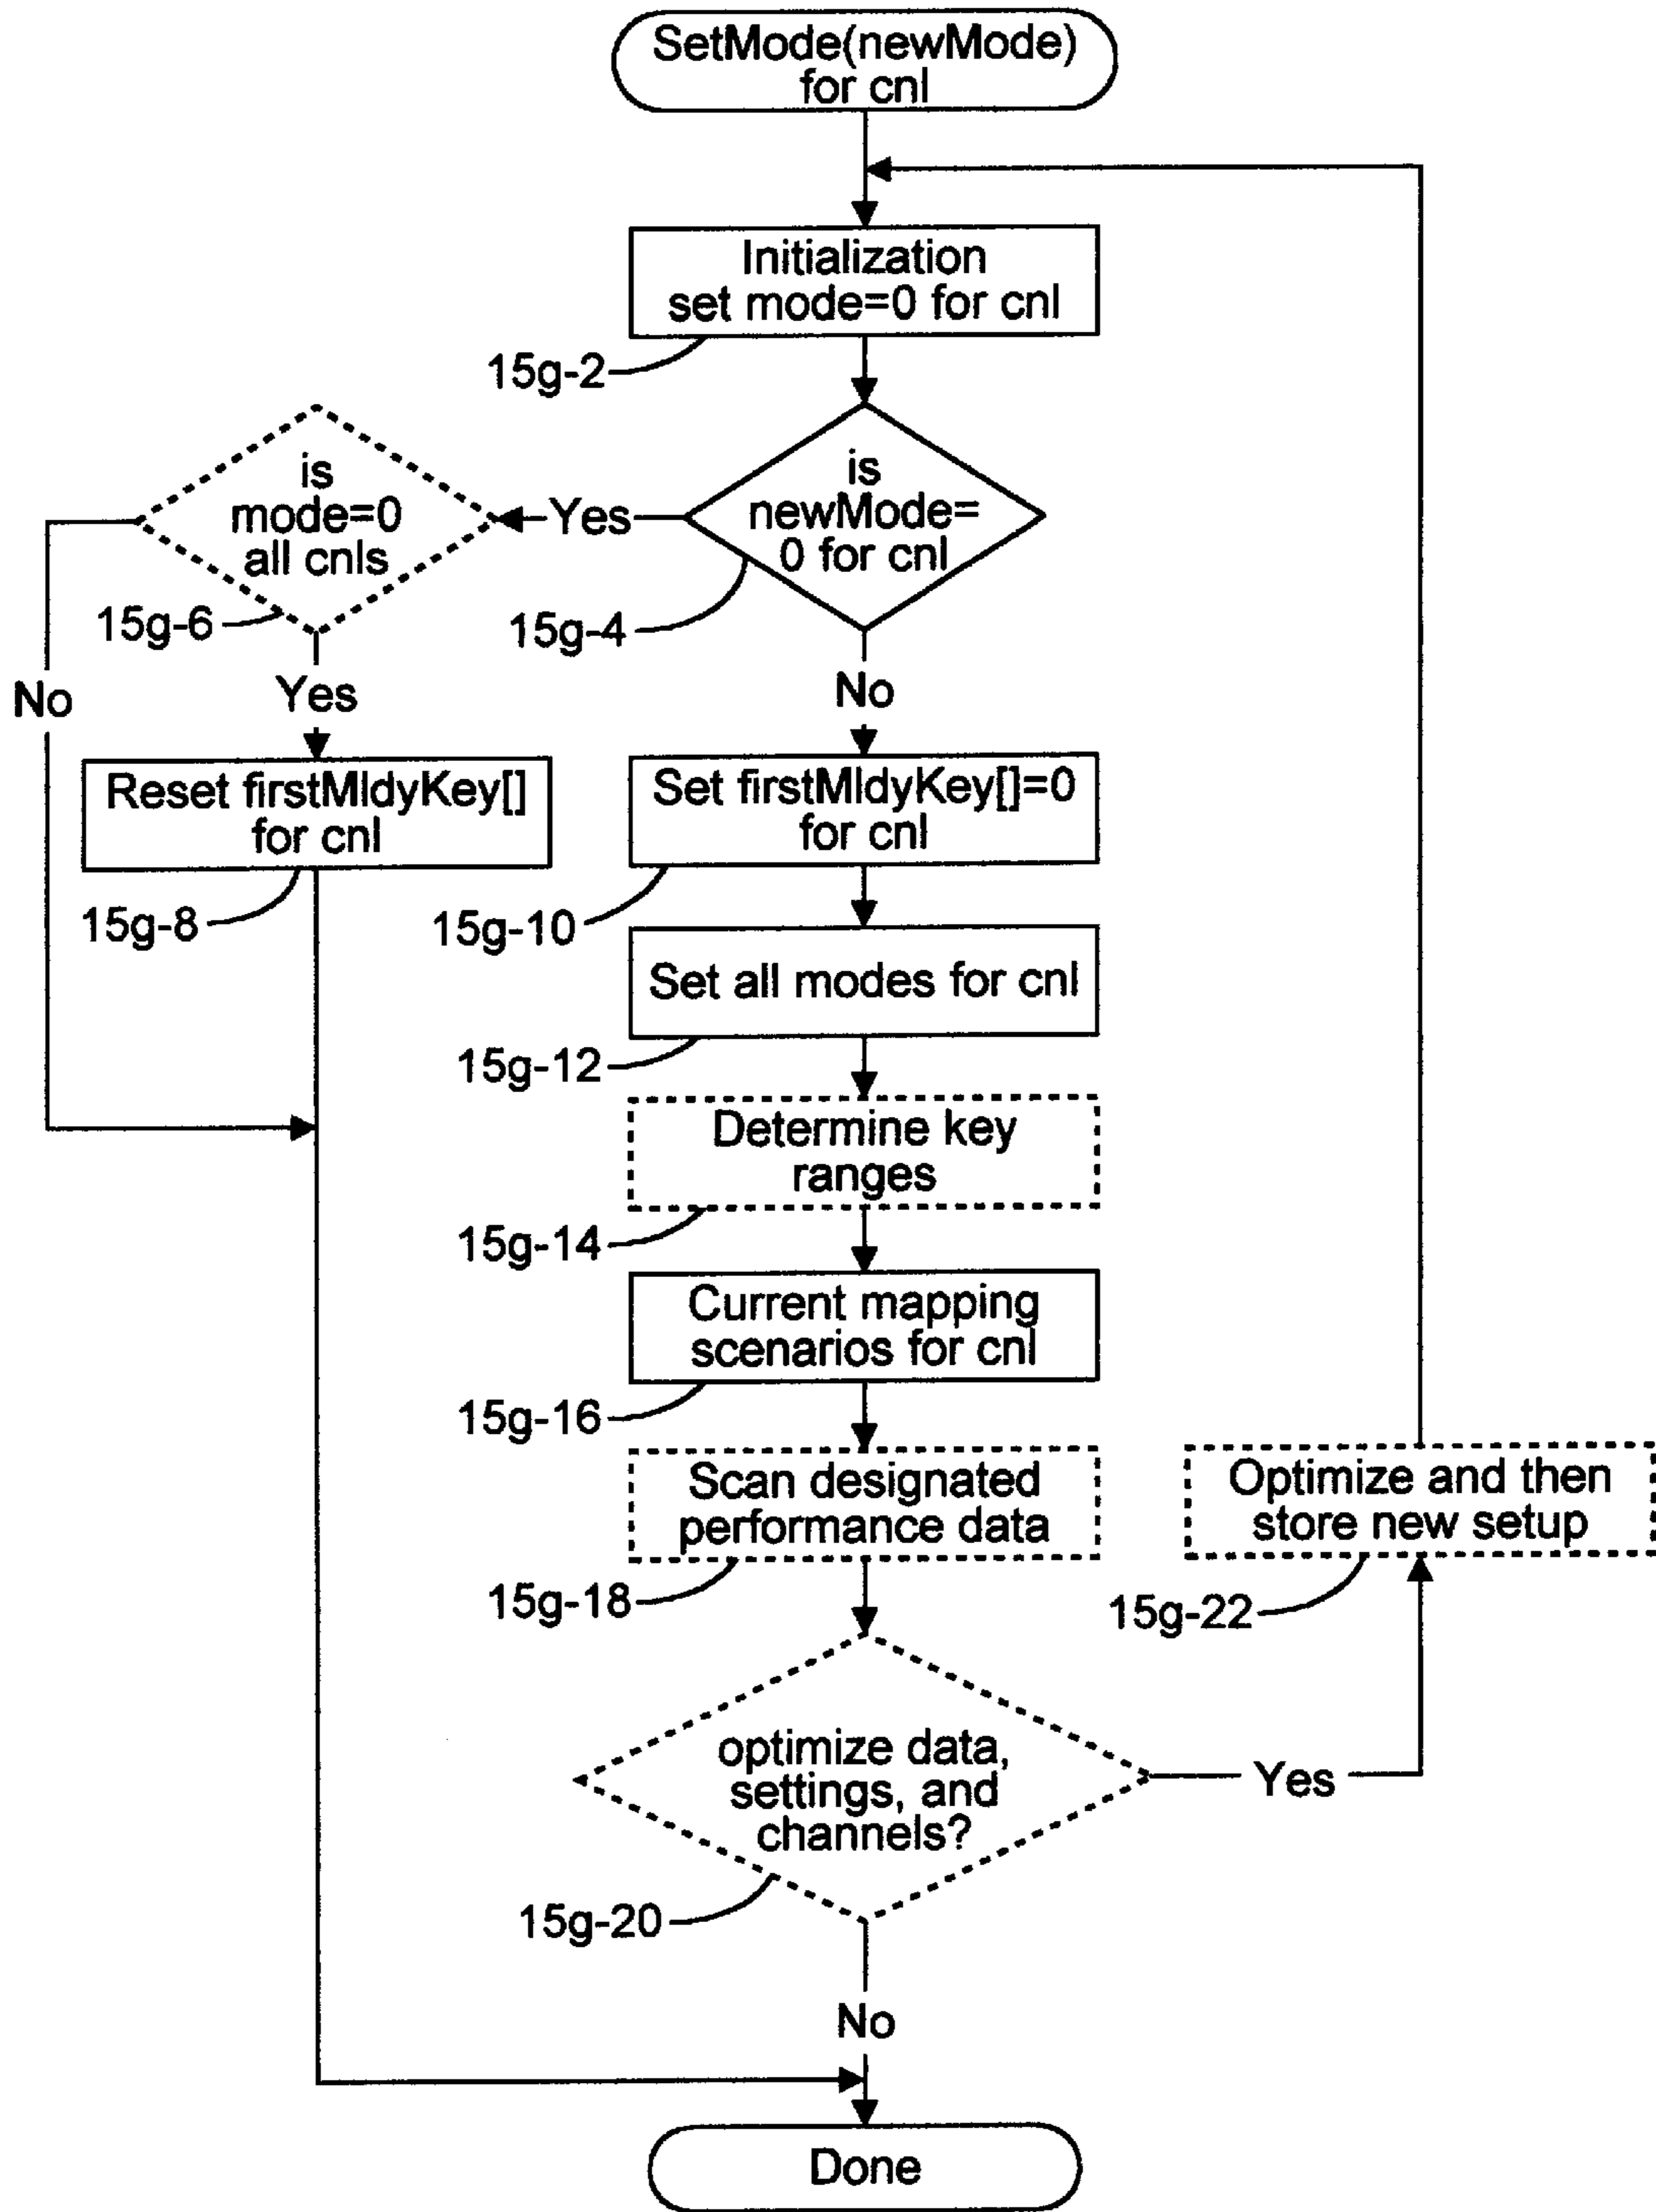 SetMode(newMode)
for cnl
Initialization
set mode=0 for cnl
15g-2
is
newMode=
0 for cnl
15g-4
Yes
is
mode=0
all cnls
15g-6
No
Yes
No
Reset firstMldyKey[]
for cnl
15g-8
Set firstMldyKey[]=0
for cnl
15g-10
Set all modes for cnl
15g-12
Determine key
ranges
15g-14
Current mapping
scenarios for cnl
15g-16
Scan designated
performance data
15g-18
Optimize and then
store new setup
15g-22
optimize data,
settings, and
channels?
15g-20
Yes
No
Done